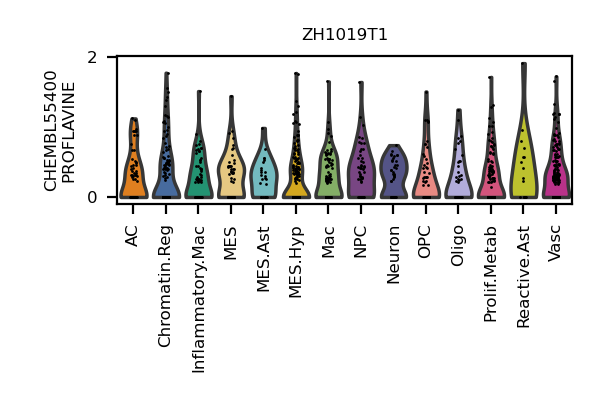 ZH1019T1
CHEMBL55400
PROFLAVINE
2
0
AC
Chromatin.Reg
Inflammatory.Mac
MES
MES.Ast
MES.Hyp
Mac
NPC
Neuron
OPC
Oligo
Prolif.Metab
Reactive.Ast
Vasc